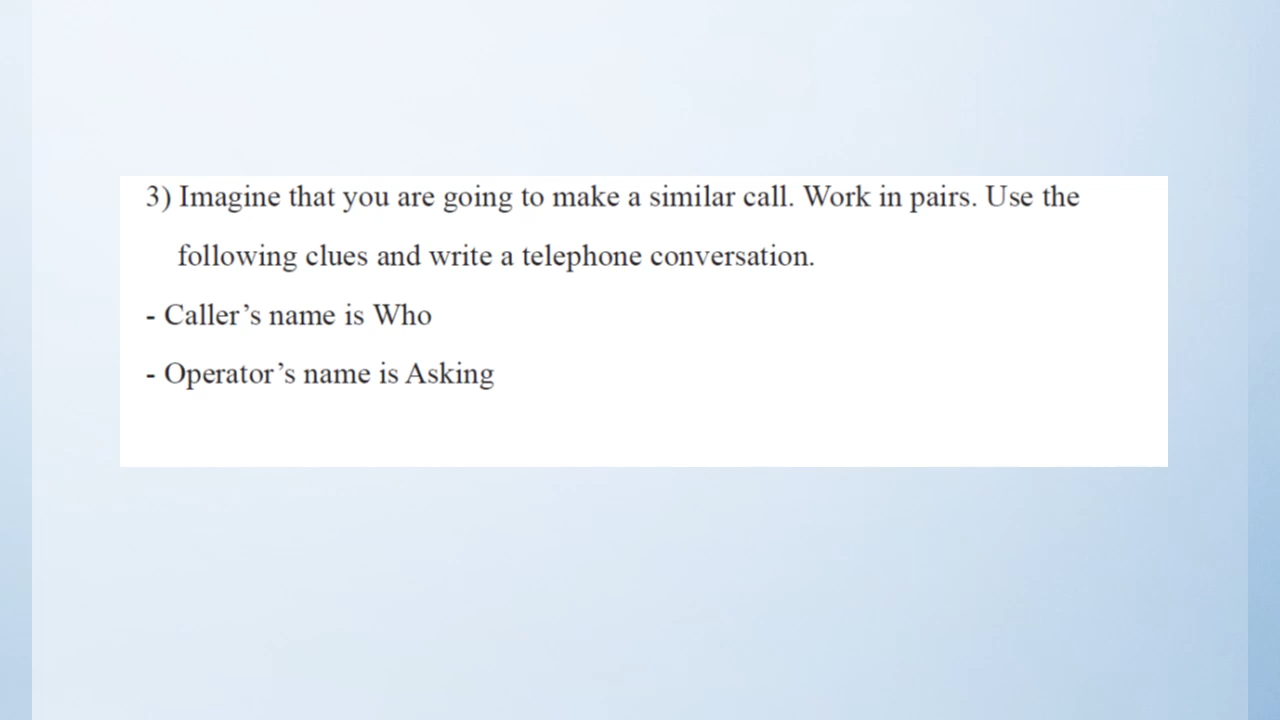 3) Imagine that you are going to make a similar call. Work in pairs. Use the
following clues and write a telephone conversation.
- Caller’s name is Who
- Operator’s name is Asking